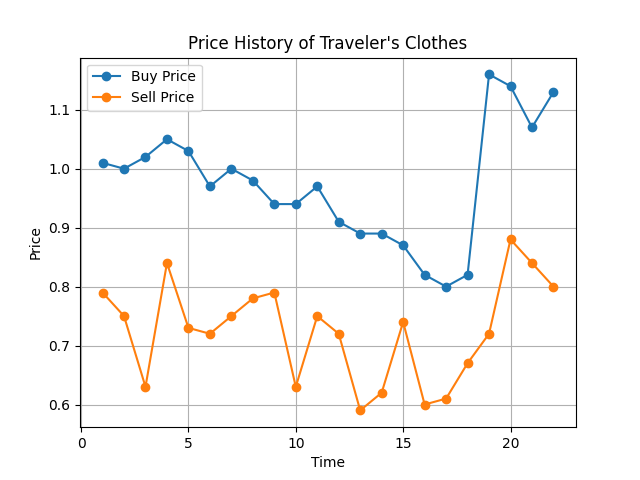 Price History of Traveler's Clothes
Buy Price
Sell Price
1.1
1.0
0.9
0.8
0.7
0.6
Price
0 5 10 15 20
Time